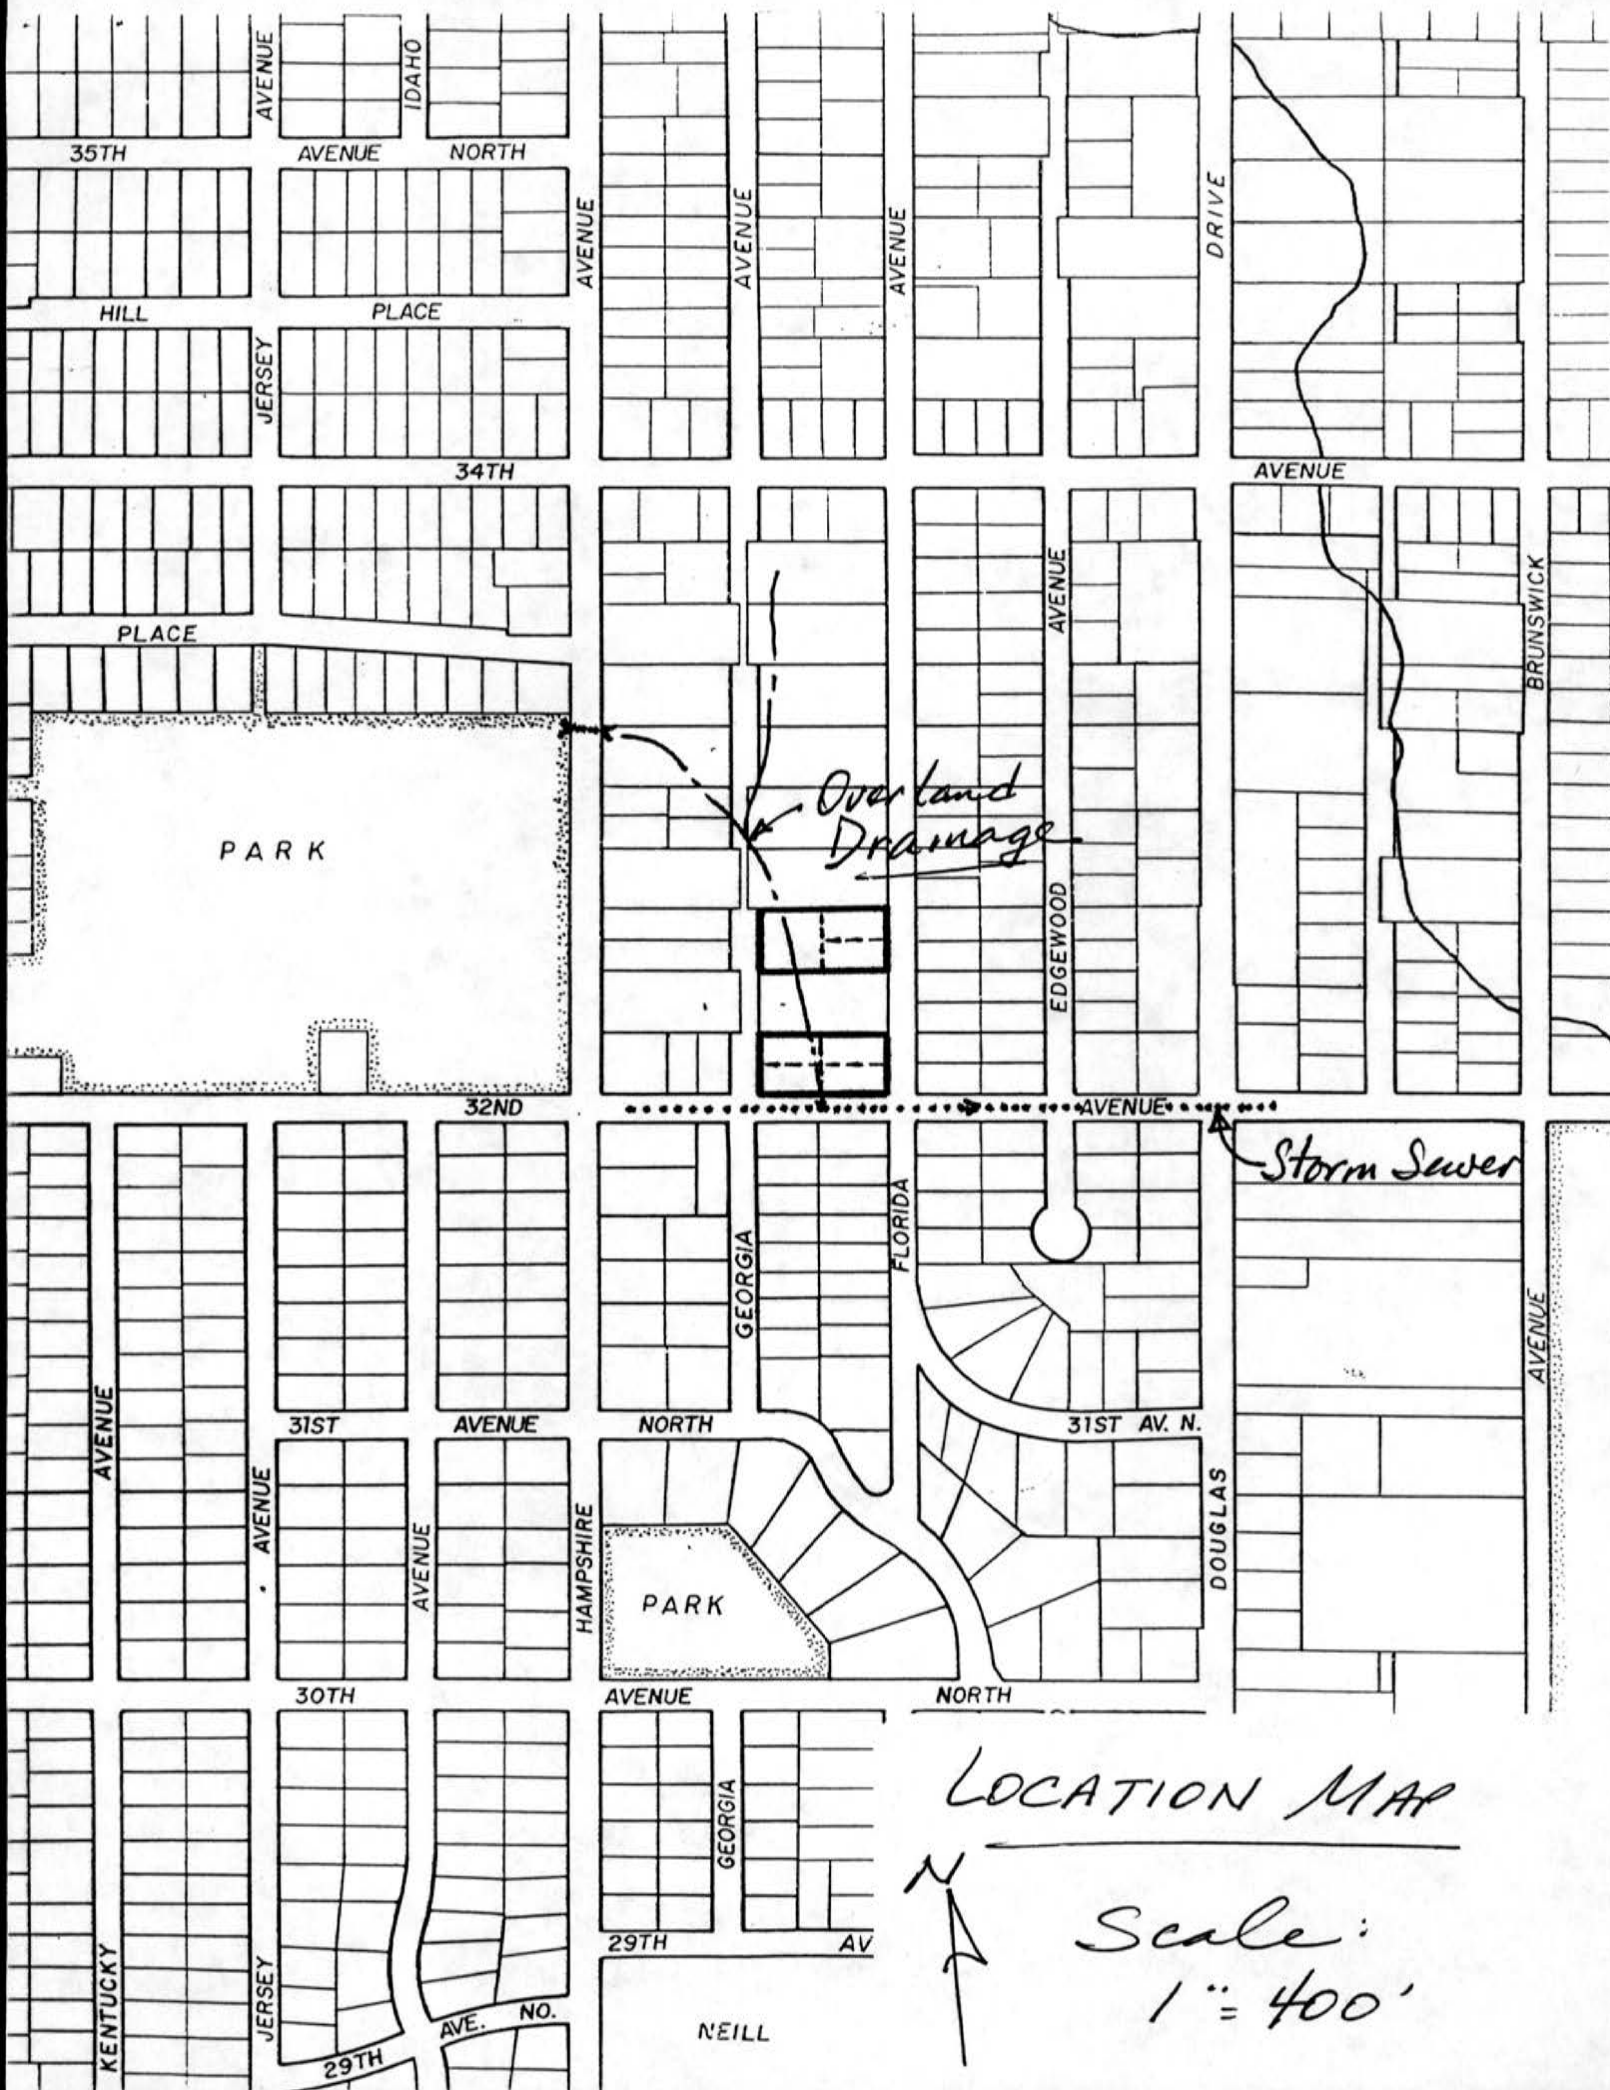 AVENUE
IDAHO
35TH AVENUE NORTH
AVENUE
AVENUE
AVENUE
DRIVE
HILL PLACE
JERSEY
34TH AVENUE
AVENUE
BRUNSWICK
PLACE
Overland
Drainage
PARK
EDGEWOOD
32ND AVENUE
Storm Sewer
FLORIDA
GEORGIA
AVENUE
AVENUE
31ST AVENUE NORTH 31ST AV. N.
AVENUE
AVENUE
HAMPSHIRE
DOUGLAS
PARK
30TH AVENUE NORTH
LOCATION MAP
GEORGIA
N
Scale:
1" = 400'
29TH AV
KENTUCKY
JERSEY
29TH AVE. NO.
NEILL